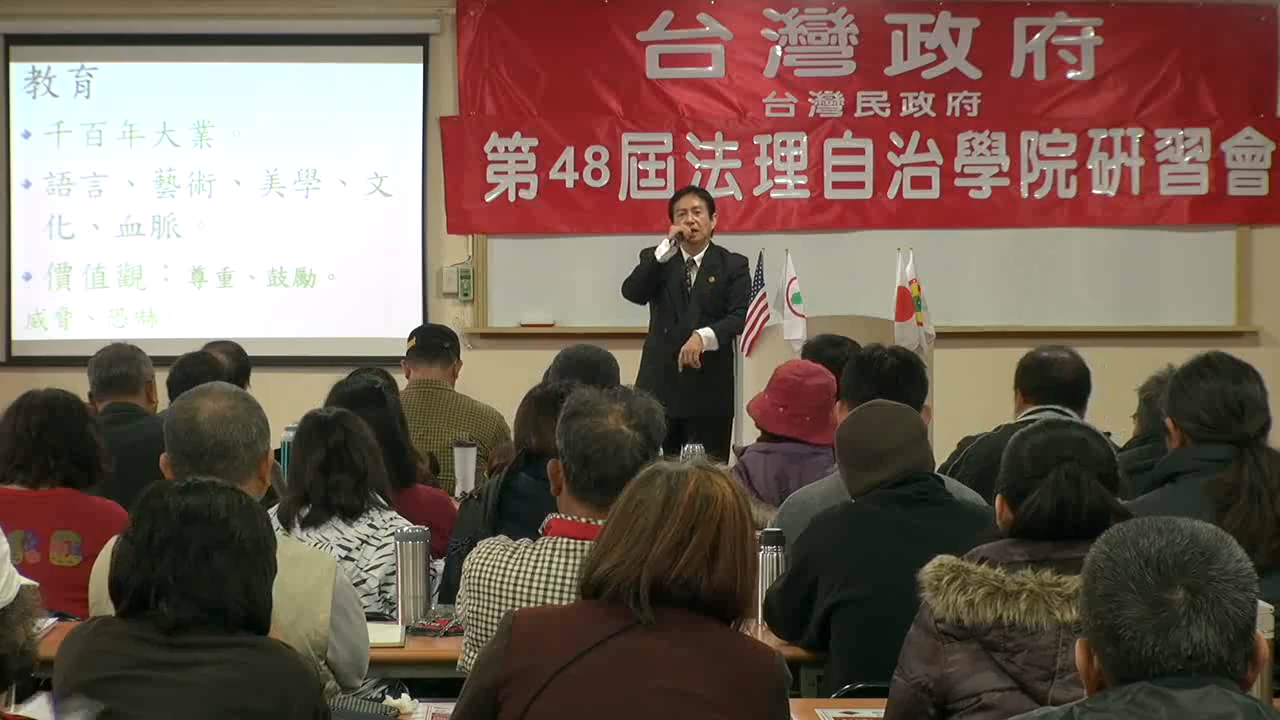 教育
千百年大業。
語言、藝術、美學、文
化、血脈。
價值觀：尊重、鼓勵。
威脅、恐嚇
台灣政府
台灣民政府
第48屆法理自治學院研習會